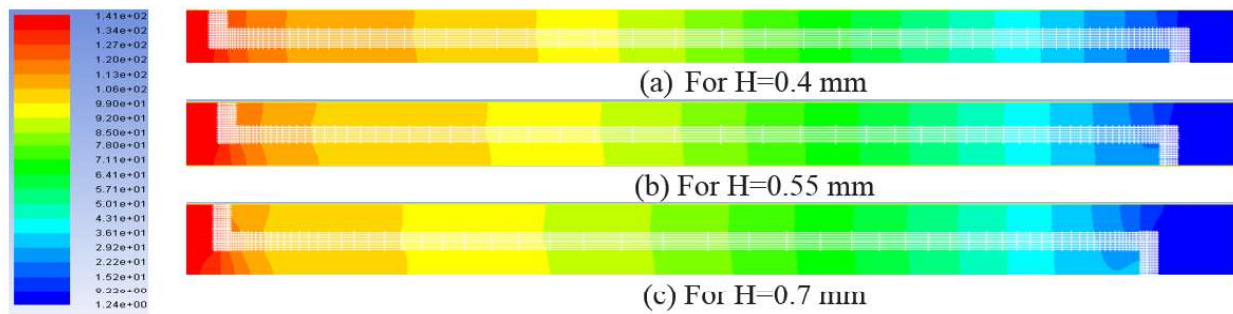 1.41e+02
1.34e+02
1.27e+02
1.20e+02
1.13e+02
1.06e+02
9.90e+01
9.20e+01
8.50e+01
7.80e+01
7.11e+01
6.41e+01
5.71e+01
5.01e+01
4.31e+01
3.61e+01
2.92e+01
2.22e+01
1.52e+01
1.24e+00
(a) For H=0.4 mm
(b) For H=0.55 mm
(c) For H=0.7 mm